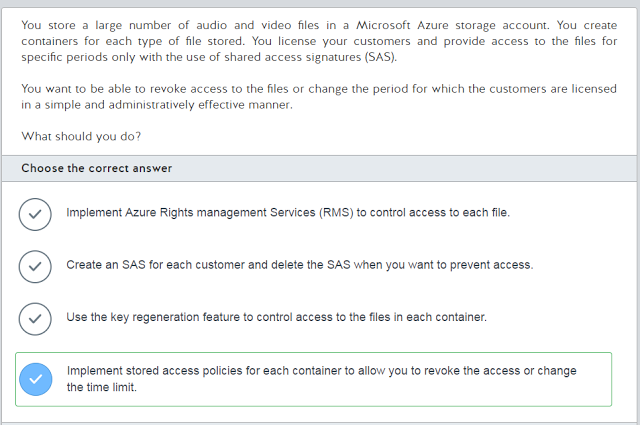 You store a large number of audio and video files in a Microsoft Azure storage account. You create
containers for each type of file stored. You license your customers and provide access to the files for
specific periods only with the use of shared access signatures (SAS).
You want to be able to revoke access to the files or change the period for which the customers are licensed
in a simple and administratively effective manner.
What should you do?
Choose the correct answer
Implement Azure Rights management Services (RMS) to control access to each file.
Create an SAS for each customer and delete the SAS when you want to prevent access.
Use the key regeneration feature to control access to the files in each container.
Implement stored access policies for each container to allow you to revoke the access or change
the time limit.